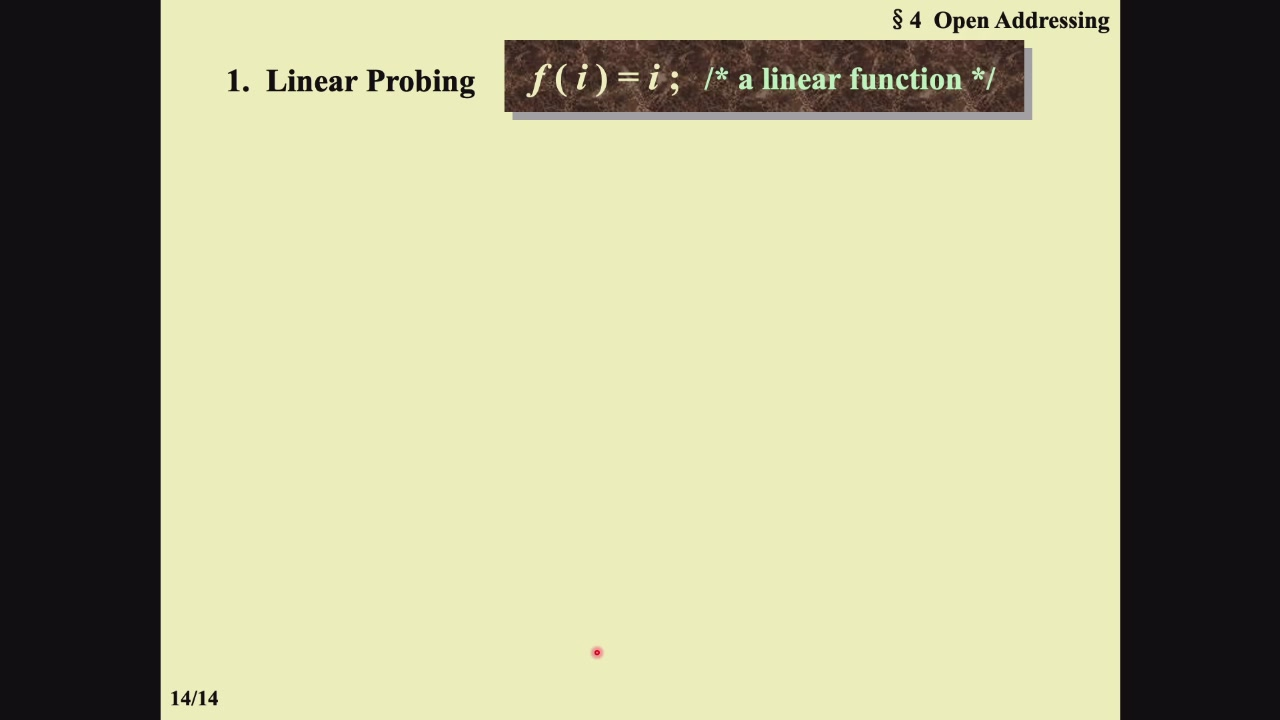 § 4 Open Addressing
1. Linear Probing f ( i ) = i ; /* a linear function */
14/14